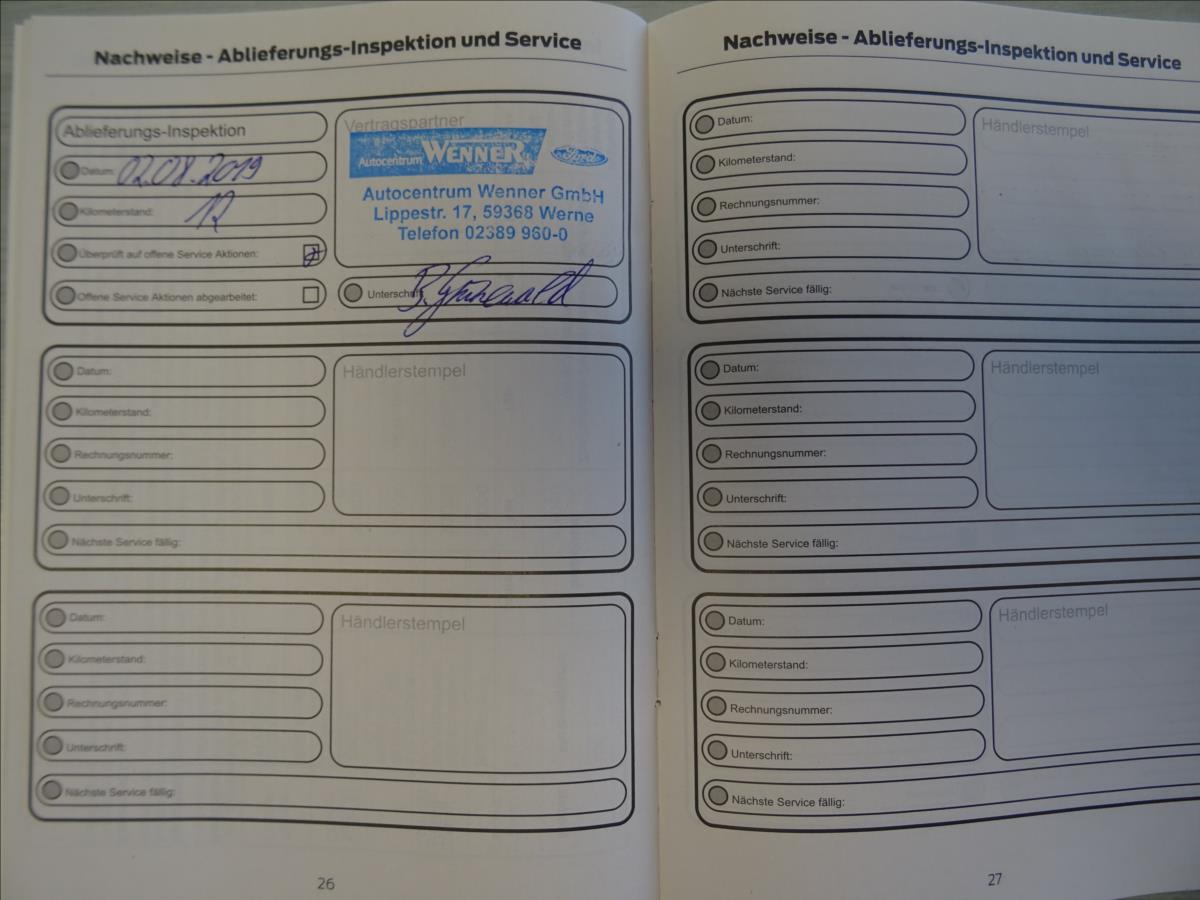 Nachweise - Ablieferungs-Inspektion und Service
Ablieferungs-Inspektion
Datum: 02.08.2019
Kilometerstand: 12
Überprüft auf offene Service Aktionen:
Offene Service Aktionen abgearbeitet:
Vertragspartner
Autocentrum WENNER Ford
Autocentrum Wenner GmbH
Lippestr. 17, 59368 Werne
Telefon 02389 960-0
Unterschrift
Datum:
Kilometerstand:
Rechnungsnummer:
Unterschrift:
Nächste Service fällig:
Händlerstempel
Datum:
Kilometerstand:
Rechnungsnummer:
Unterschrift:
Nächste Service fällig:
Händlerstempel
26
Nachweise - Ablieferungs-Inspektion und Service
Datum:
Kilometerstand:
Rechnungsnummer:
Unterschrift:
Nächste Service fällig:
Händlerstempel
Datum:
Kilometerstand:
Rechnungsnummer:
Unterschrift:
Nächste Service fällig:
Händlerstempel
Datum:
Kilometerstand:
Rechnungsnummer:
Unterschrift:
Nächste Service fällig:
Händlerstempel
27